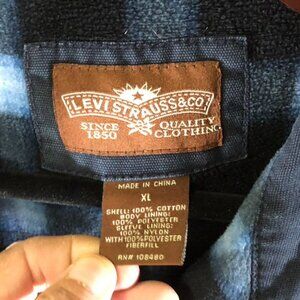 LEVI STRAUSS & CO
SINCE QUALITY
1850 CLOTHING
MADE IN CHINA
XL
SHELL: 100% COTTON
BODY LINING:
100% POLYESTER
SLEEVE LINING:
100% NYLON
WITH 100% POLYESTER
FIBERFILL
RN# 108480